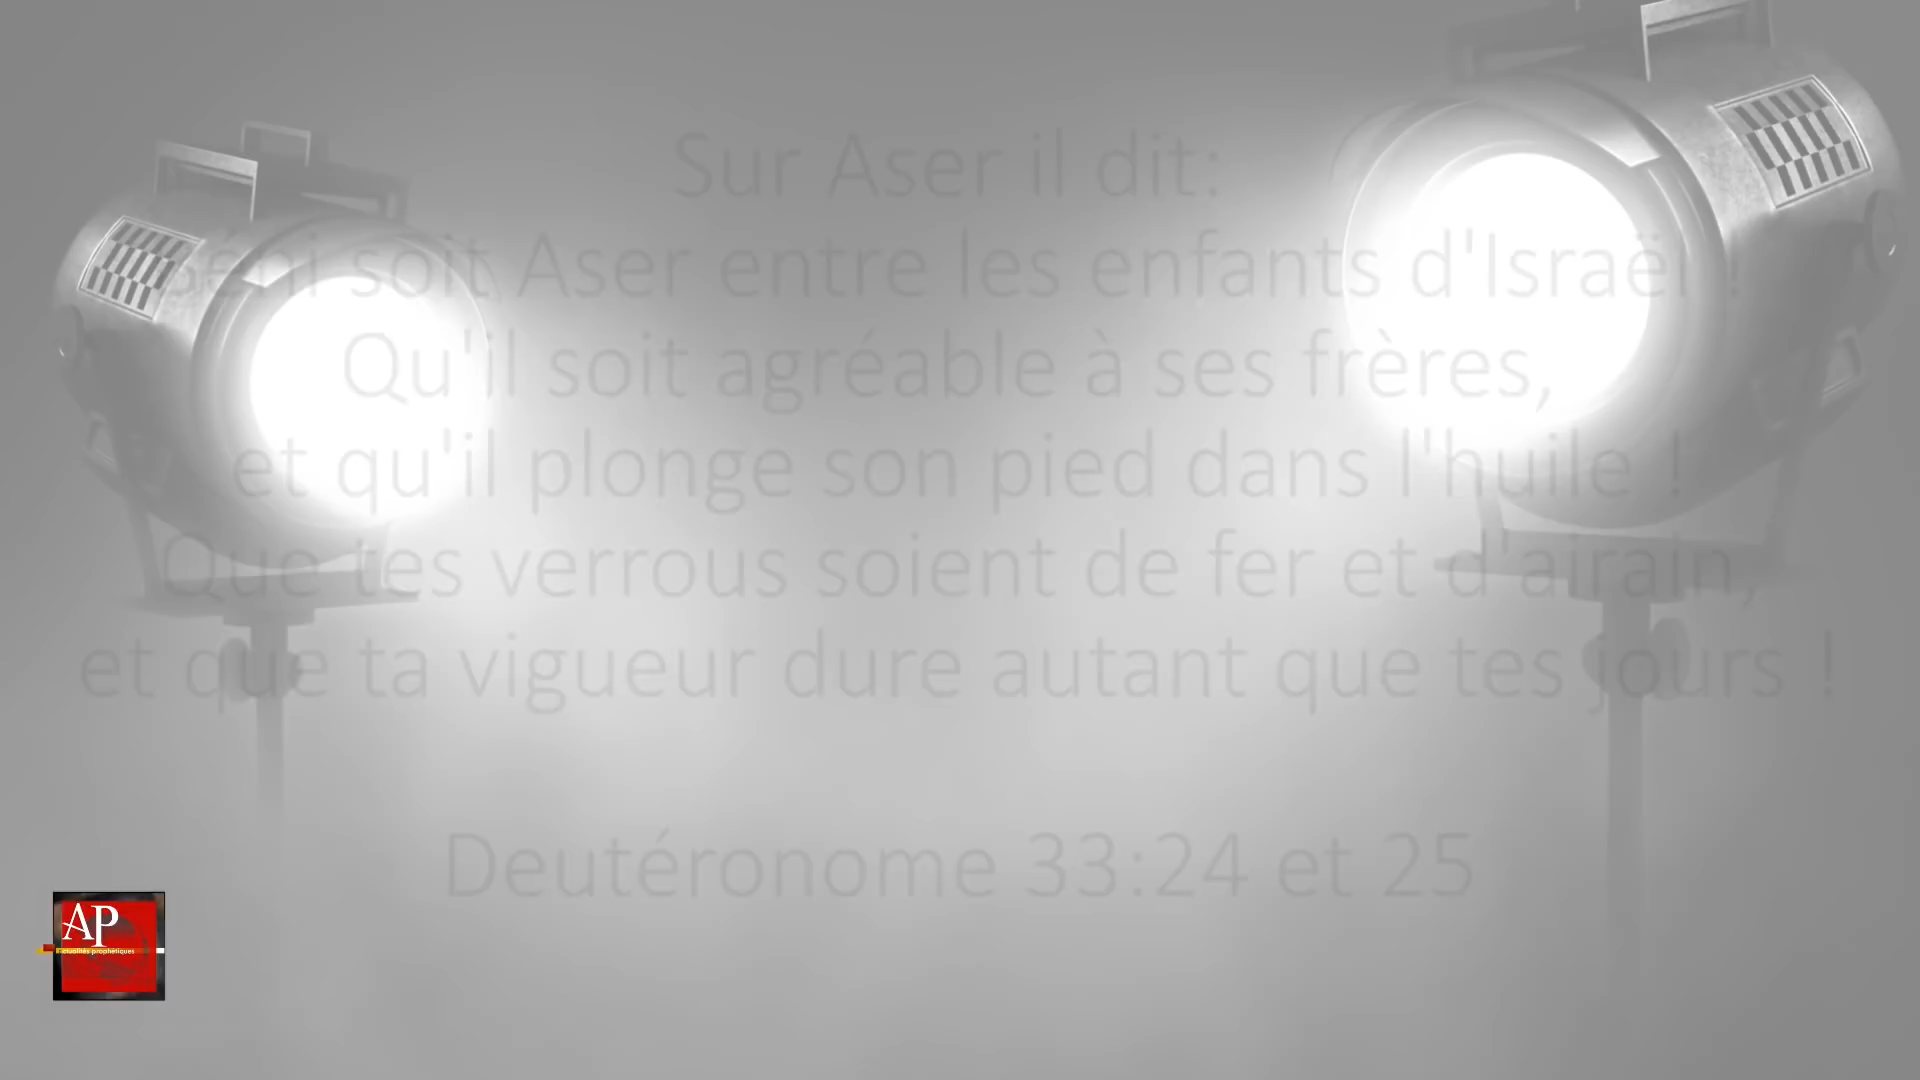 Sur Aser il dit:
Béni soit Aser entre les enfants d'Israël !
Qu'il soit agréable à ses frères,
et qu'il plonge son pied dans l'huile !
Que tes verrous soient de fer et d'airain,
et que ta vigueur dure autant que tes jours !
Deutéronome 33:24 et 25
AP
actualités prophétiques